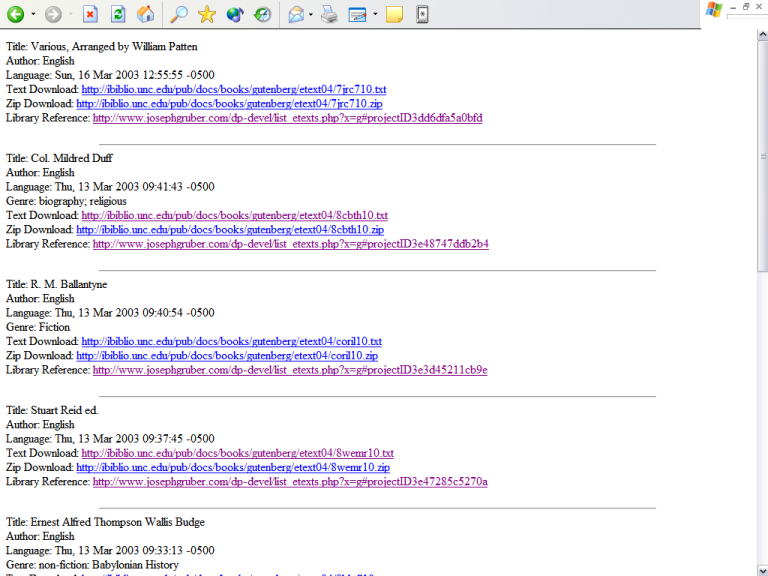 Title: Various, Arranged by William Patten
Author: English
Language: Sun, 16 Mar 2003 12:55:55 -0500
Text Download: http://ibiblio.unc.edu/pub/docs/books/gutenberg/etext04/7jrc710.txt
Zip Download: http://ibiblio.unc.edu/pub/docs/books/gutenberg/etext04/7jrc710.zip
Library Reference: http://www.josephgruber.com/dp-devel/list_etexts.php?x=g#projectID3dd6dfa5a0bfd
Title: Col. Mildred Duff
Author: English
Language: Thu, 13 Mar 2003 09:41:43 -0500
Genre: biography; religious
Text Download: http://ibiblio.unc.edu/pub/docs/books/gutenberg/etext04/8cbth10.txt
Zip Download: http://ibiblio.unc.edu/pub/docs/books/gutenberg/etext04/8cbth10.zip
Library Reference: http://www.josephgruber.com/dp-devel/list_etexts.php?x=g#projectID3e48747ddb2b4
Title: R. M. Ballantyne
Author: English
Language: Thu, 13 Mar 2003 09:40:54 -0500
Genre: Fiction
Text Download: http://ibiblio.unc.edu/pub/docs/books/gutenberg/etext04/coril10.txt
Zip Download: http://ibiblio.unc.edu/pub/docs/books/gutenberg/etext04/coril10.zip
Library Reference: http://www.josephgruber.com/dp-devel/list_etexts.php?x=g#projectID3e3d45211cb9e
Title: Stuart Reid ed.
Author: English
Language: Thu, 13 Mar 2003 09:37:45 -0500
Text Download: http://ibiblio.unc.edu/pub/docs/books/gutenberg/etext04/8wemr10.txt
Zip Download: http://ibiblio.unc.edu/pub/docs/books/gutenberg/etext04/8wemr10.zip
Library Reference: http://www.josephgruber.com/dp-devel/list_etexts.php?x=g#projectID3e47285c5270a
Title: Ernest Alfred Thompson Wallis Budge
Author: English
Language: Thu, 13 Mar 2003 09:33:13 -0500
Genre: non-fiction: Babylonian History